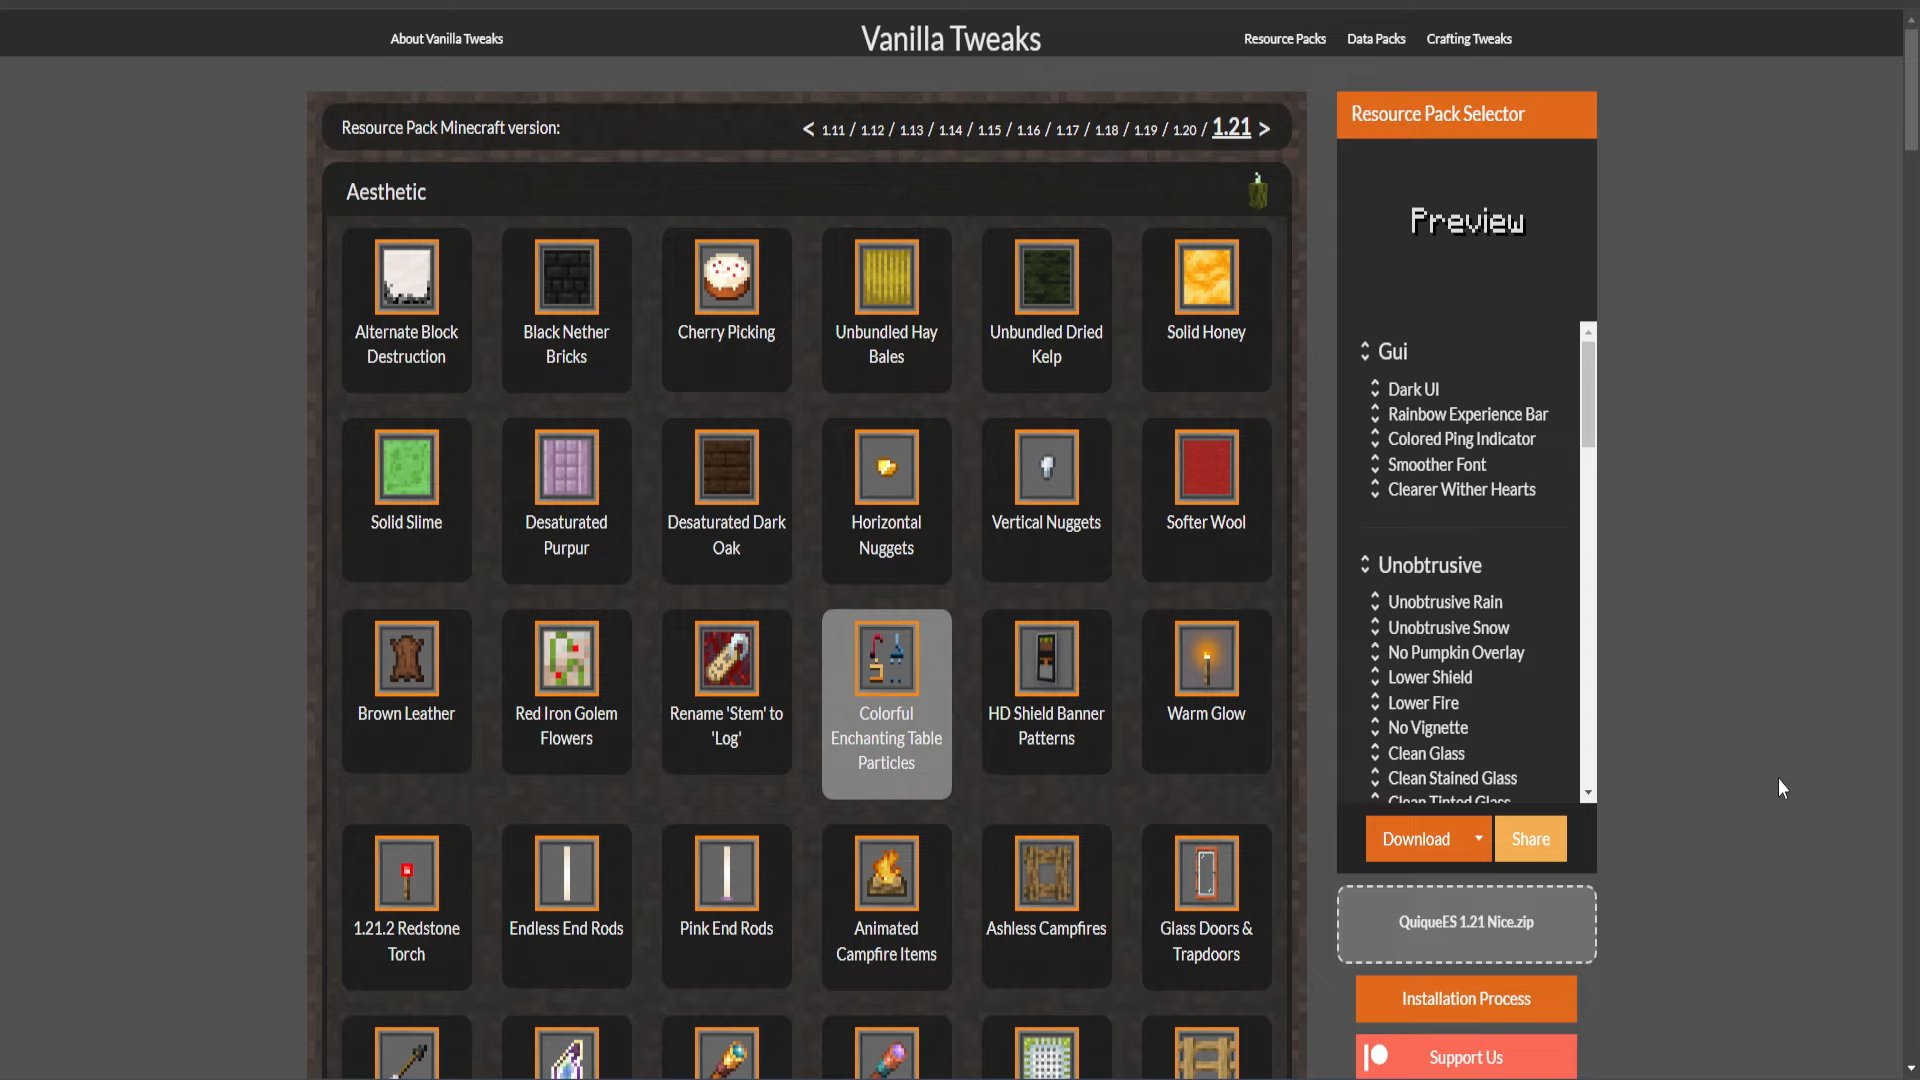 About Vanilla Tweaks
Vanilla Tweaks
Resource Packs
Data Packs
Crafting Tweaks
Resource Pack Minecraft version:
< 1.11 / 1.12 / 1.13 / 1.14 / 1.15 / 1.16 / 1.17 / 1.18 / 1.19 / 1.20 / 1.21 >
Aesthetic
Alternate Block
Destruction
Black Nether
Bricks
Cherry Picking
Unbundled Hay
Bales
Unbundled Dried
Kelp
Solid Honey
Solid Slime
Desaturated
Purpur
Desaturated Dark
Oak
Horizontal
Nuggets
Vertical Nuggets
Softer Wool
Brown Leather
Red Iron Golem
Flowers
Rename 'Stem' to
'Log'
Colorful
Enchanting Table
Particles
HD Shield Banner
Patterns
Warm Glow
1.21.2 Redstone
Torch
Endless End Rods
Pink End Rods
Animated
Campfire Items
Ashless Campfires
Glass Doors &
Trapdoors
Resource Pack Selector
Preview
Gui
Dark UI
Rainbow Experience Bar
Colored Ping Indicator
Smoother Font
Clearer Wither Hearts
Unobtrusive
Unobtrusive Rain
Unobtrusive Snow
No Pumpkin Overlay
Lower Shield
Lower Fire
No Vignette
Clean Glass
Clean Stained Glass
Clean Tinted Glass
Download
Share
QuiqueES 1.21 Nice.zip
Installation Process
Support Us